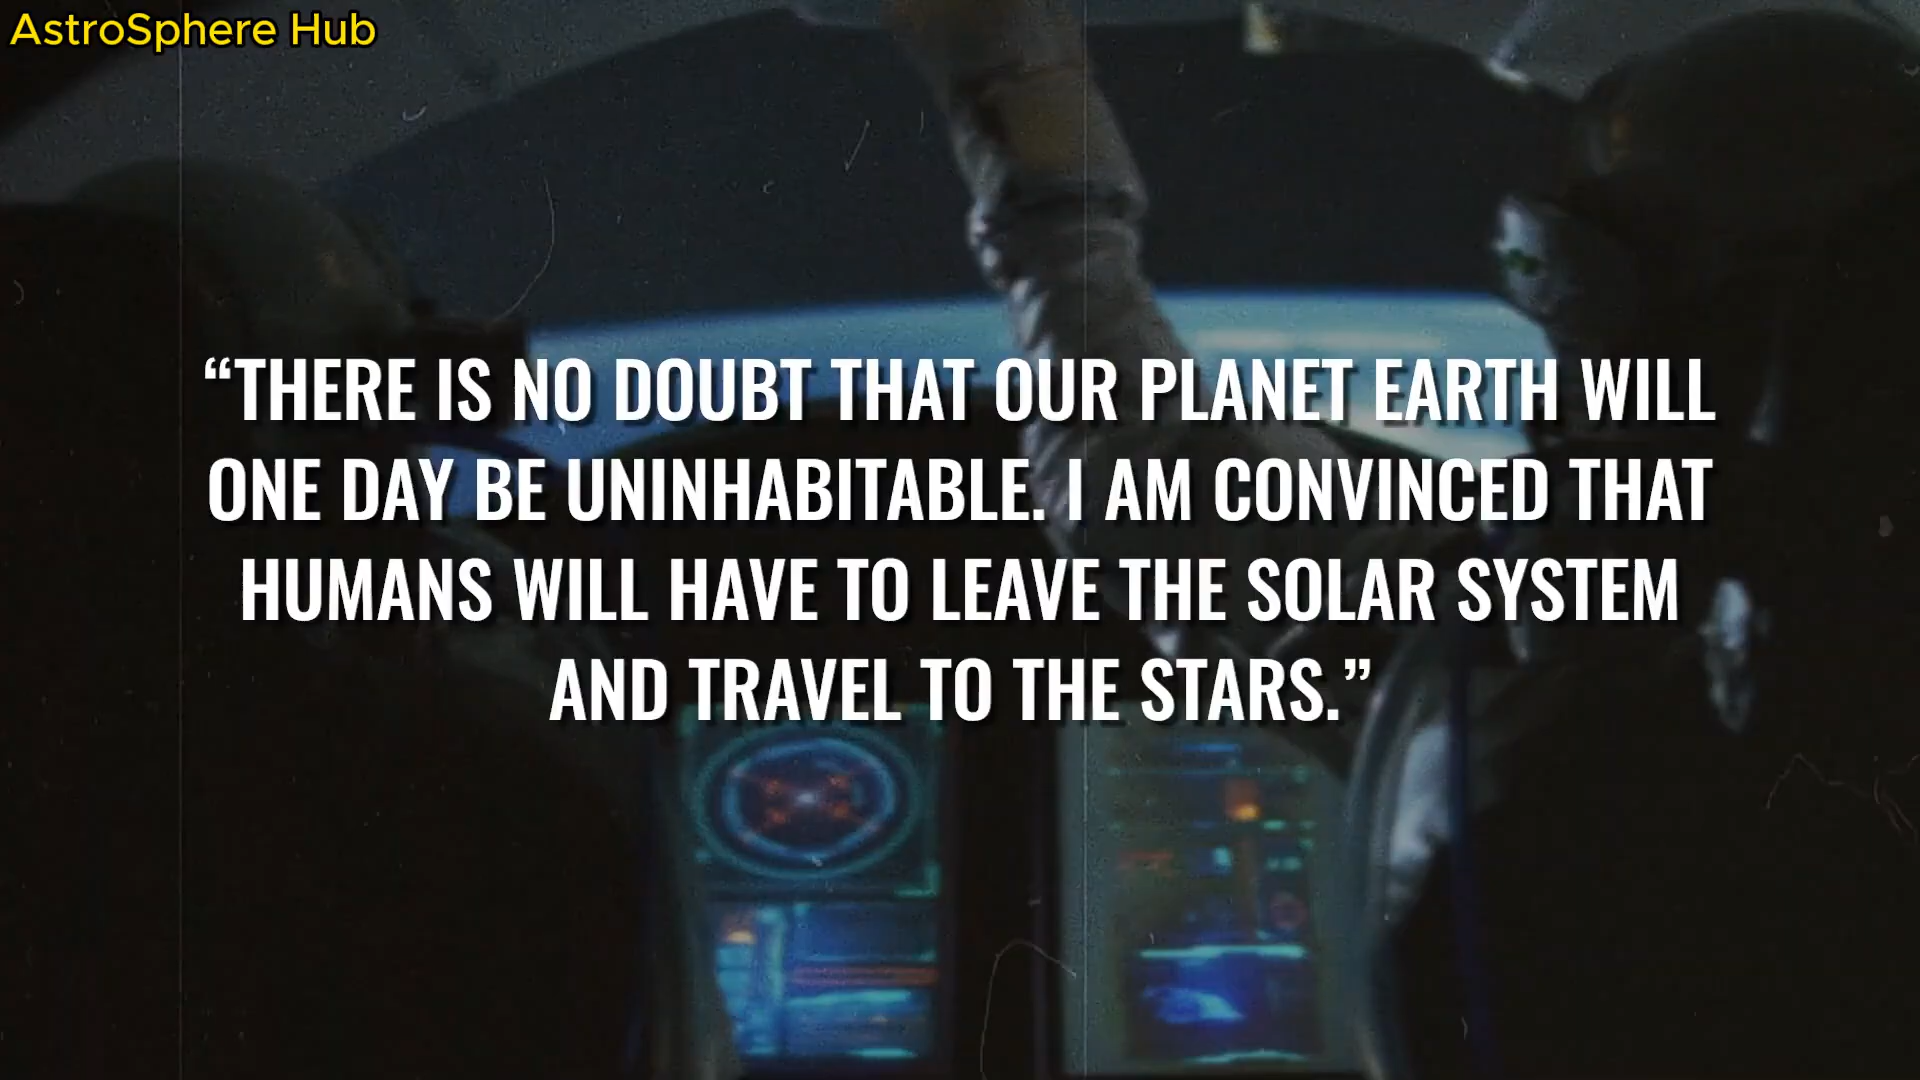 AstroSphere Hub
“THERE IS NO DOUBT THAT OUR PLANET EARTH WILL
ONE DAY BE UNINHABITABLE. I AM CONVINCED THAT
HUMANS WILL HAVE TO LEAVE THE SOLAR SYSTEM
AND TRAVEL TO THE STARS.”